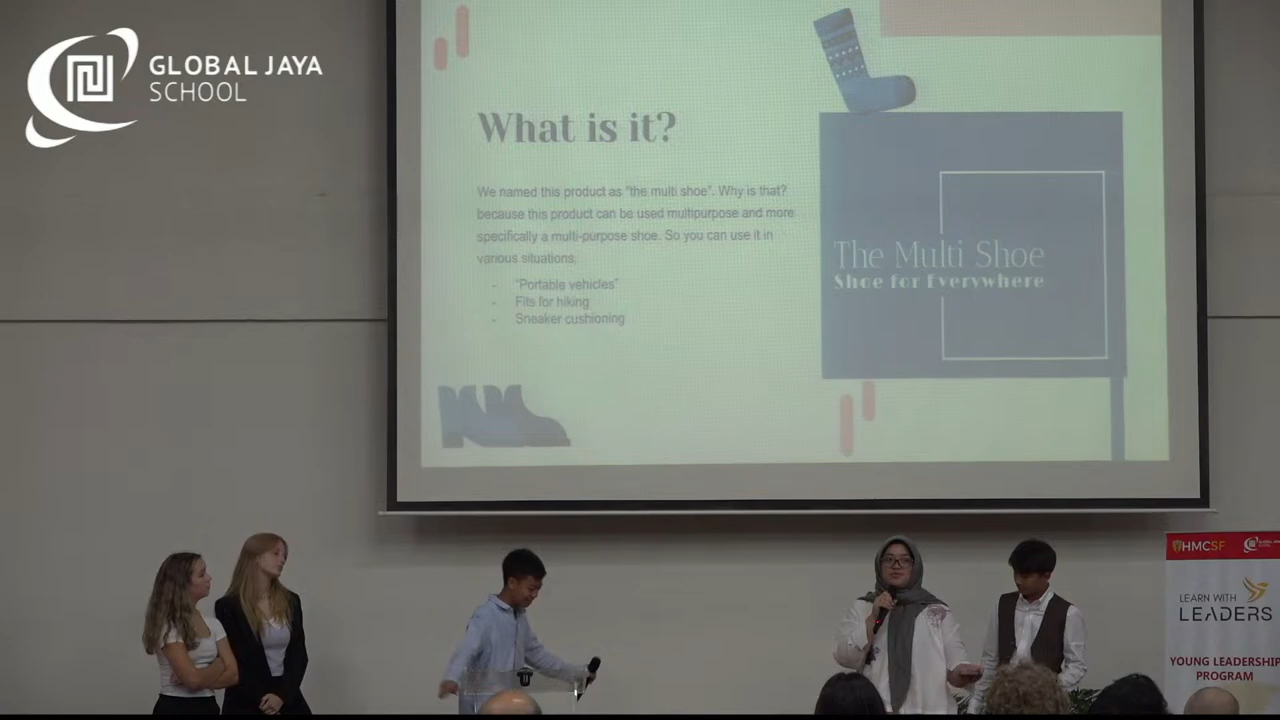 GLOBAL JAYA
SCHOOL
What is it?
We named this product as "the multi shoe". Why is that?
because this product can be used multipurpose and more
specifically a multi-purpose shoe. So you can use it in
various situations.
- "Portable vehicles"
- Fits for hiking
- Sneaker cushioning
The Multi Shoe
Shoe for Everywhere
HMCSF
LEARN WITH
LEADERS
YOUNG LEADERSHIP
PROGRAM